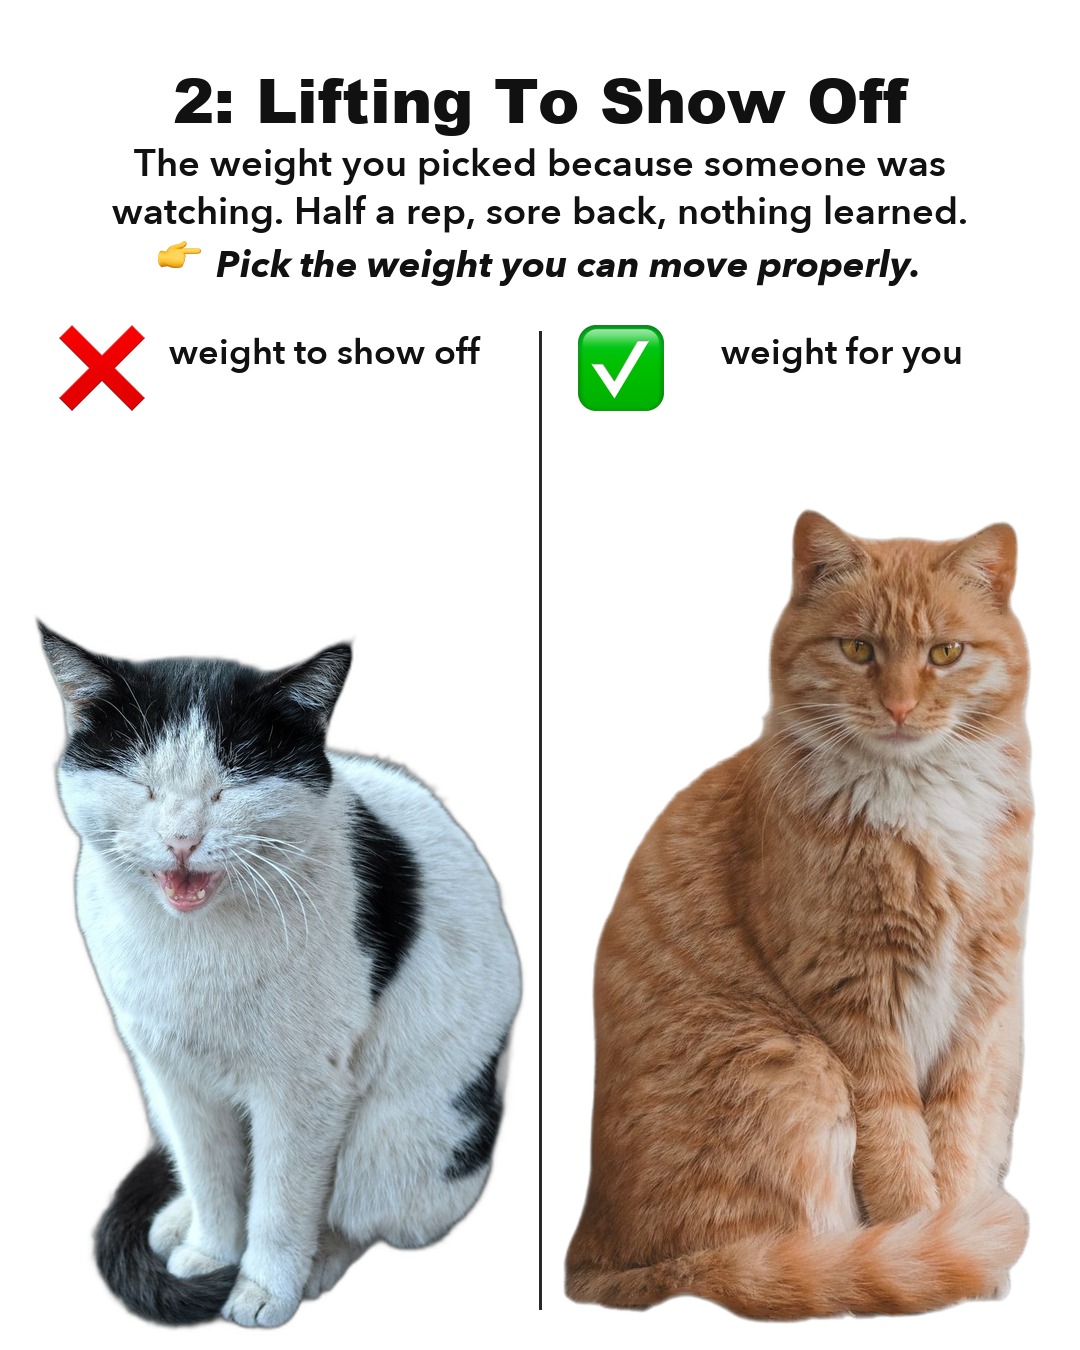 2: Lifting To Show Off
The weight you picked because someone was
watching. Half a rep, sore back, nothing learned.
👉 Pick the weight you can move properly.
❌ weight to show off
✅ weight for you